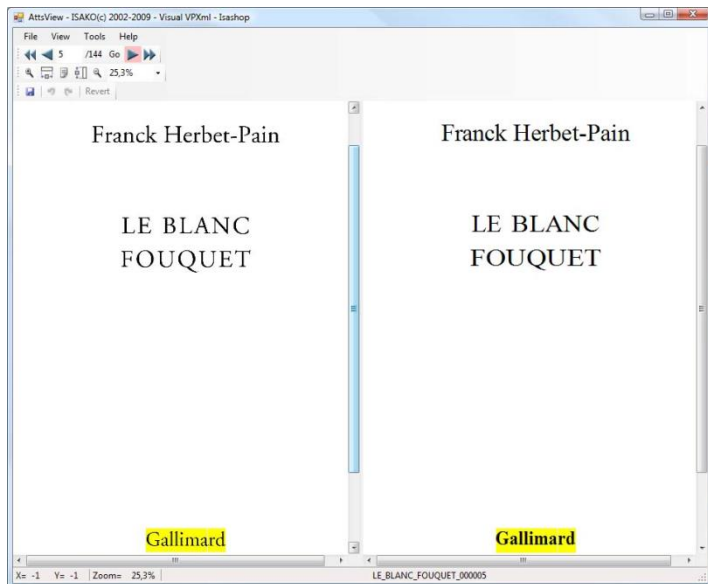 AttsView - ISAKO(c) 2002-2009 - Visual VPXml - Isashop
File View Tools Help
5 /144 Go
25,3%
Revert
Franck Herbet-Pain
LE BLANC
FOUQUET
Gallimard
Franck Herbet-Pain
LE BLANC
FOUQUET
Gallimard
X= -1 Y= -1 Zoom= 25,3% LE_BLANC_FOUQUET_000005